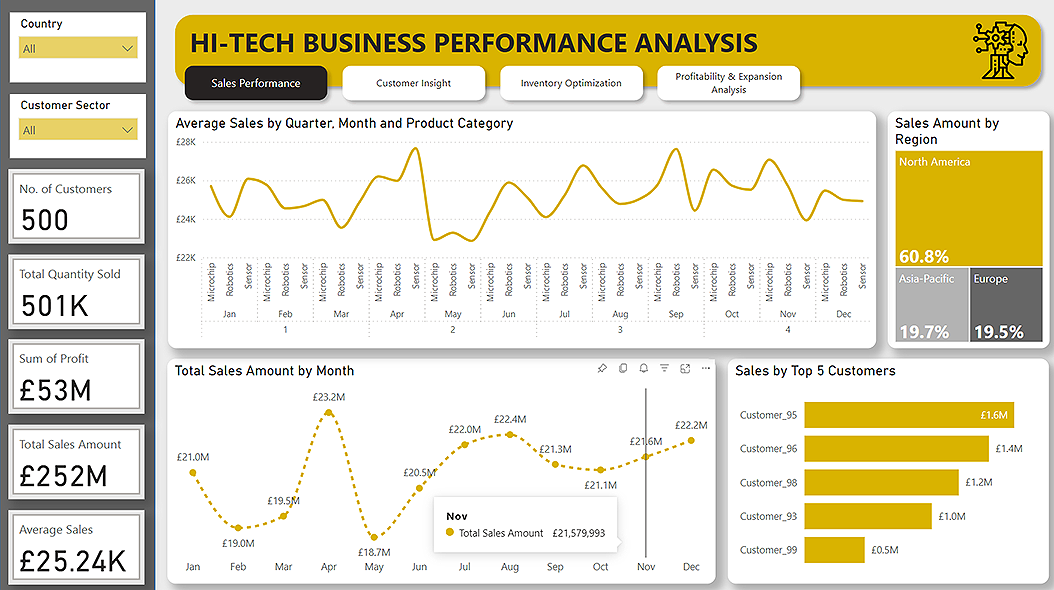 Country
All
Customer Sector
All
No. of Customers
500
Total Quantity Sold
501K
Sum of Profit
£53M
Total Sales Amount
£252M
Average Sales
£25.24K
HI-TECH BUSINESS PERFORMANCE ANALYSIS
Sales Performance
Customer Insight
Inventory Optimization
Profitability & Expansion
Analysis
Average Sales by Quarter, Month and Product Category
£28K
£26K
£24K
£22K
Microchip Robotics Sensor Microchip Robotics Sensor Microchip Robotics Sensor Microchip Robotics Sensor Microchip Robotics Sensor Microchip Robotics Sensor Microchip Robotics Sensor Microchip Robotics Sensor Microchip Robotics Sensor Microchip Robotics Sensor Microchip Robotics Sensor Microchip Robotics Sensor
Jan Feb Mar Apr May Jun Jul Aug Sep Oct Nov Dec
1 2 3 4
Sales Amount by
Region
North America
60.8%
Asia-Pacific
19.7%
Europe
19.5%
Total Sales Amount by Month
£21.0M
£19.0M
£19.5M
£23.2M
£18.7M
£20.5M
£22.0M
£22.4M
£21.3M
£21.1M
£21.6M
£22.2M
Nov
Total Sales Amount £21,579,993
Jan Feb Mar Apr May Jun Jul Aug Sep Oct Nov Dec
Sales by Top 5 Customers
Customer_95 £1.6M
Customer_96 £1.4M
Customer_98 £1.2M
Customer_93 £1.0M
Customer_99 £0.5M